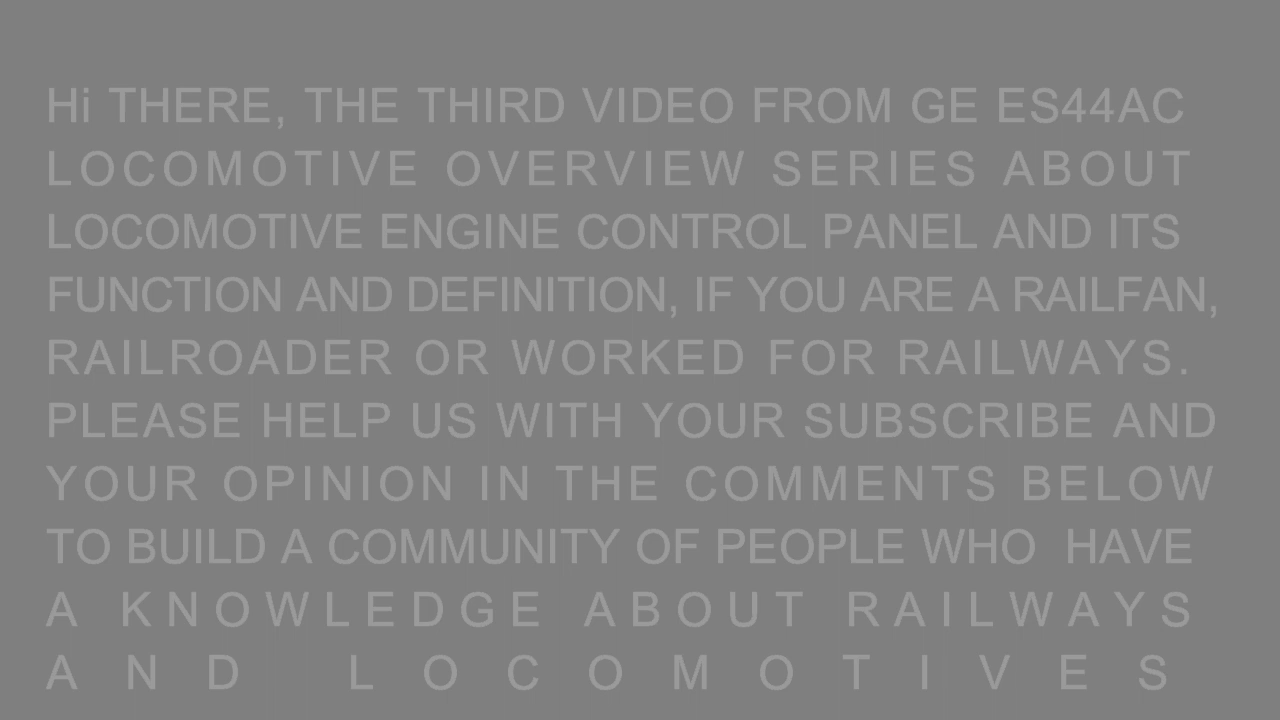 Hi THERE, THE THIRD VIDEO FROM GE ES44AC
LOCOMOTIVE OVERVIEW SERIES ABOUT
LOCOMOTIVE ENGINE CONTROL PANEL AND ITS
FUNCTION AND DEFINITION, IF YOU ARE A RAILFAN,
RAILROADER OR WORKED FOR RAILWAYS.
PLEASE HELP US WITH YOUR SUBSCRIBE AND
YOUR OPINION IN THE COMMENTS BELOW
TO BUILD A COMMUNITY OF PEOPLE WHO HAVE
A KNOWLEDGE ABOUT RAILWAYS
AND LOCOMOTIVES